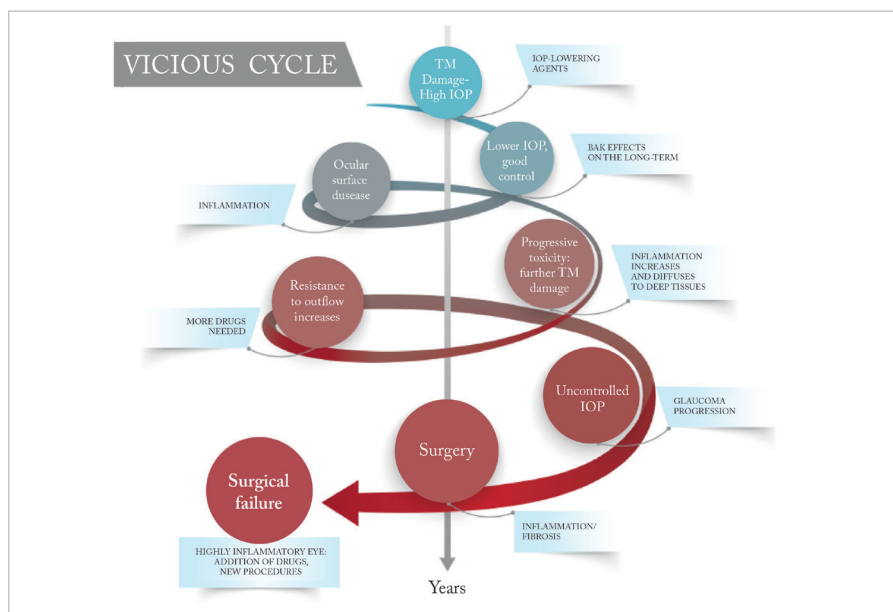 VICIOUS CYCLE
TM
Damage-
High IOP
IOP-LOWERING
AGENTS
Lower IOP,
good
control
BAK EFFECTS
ON THE LONG-TERM
Ocular
surface
dusease
INFLAMMATION
Progressive
toxicity:
further TM
damage
INFLAMMATION
INCREASES
AND DIFFUSES
TO DEEP TISSUES
Resistance
to outflow
increases
MORE DRUGS
NEEDED
Uncontrolled
IOP
GLAUCOMA
PROGRESSION
Surgery
INFLAMMATION/
FIBROSIS
Surgical
failure
HIGHLY INFLAMMATORY EYE:
ADDITION OF DRUGS,
NEW PROCEDURES
Years